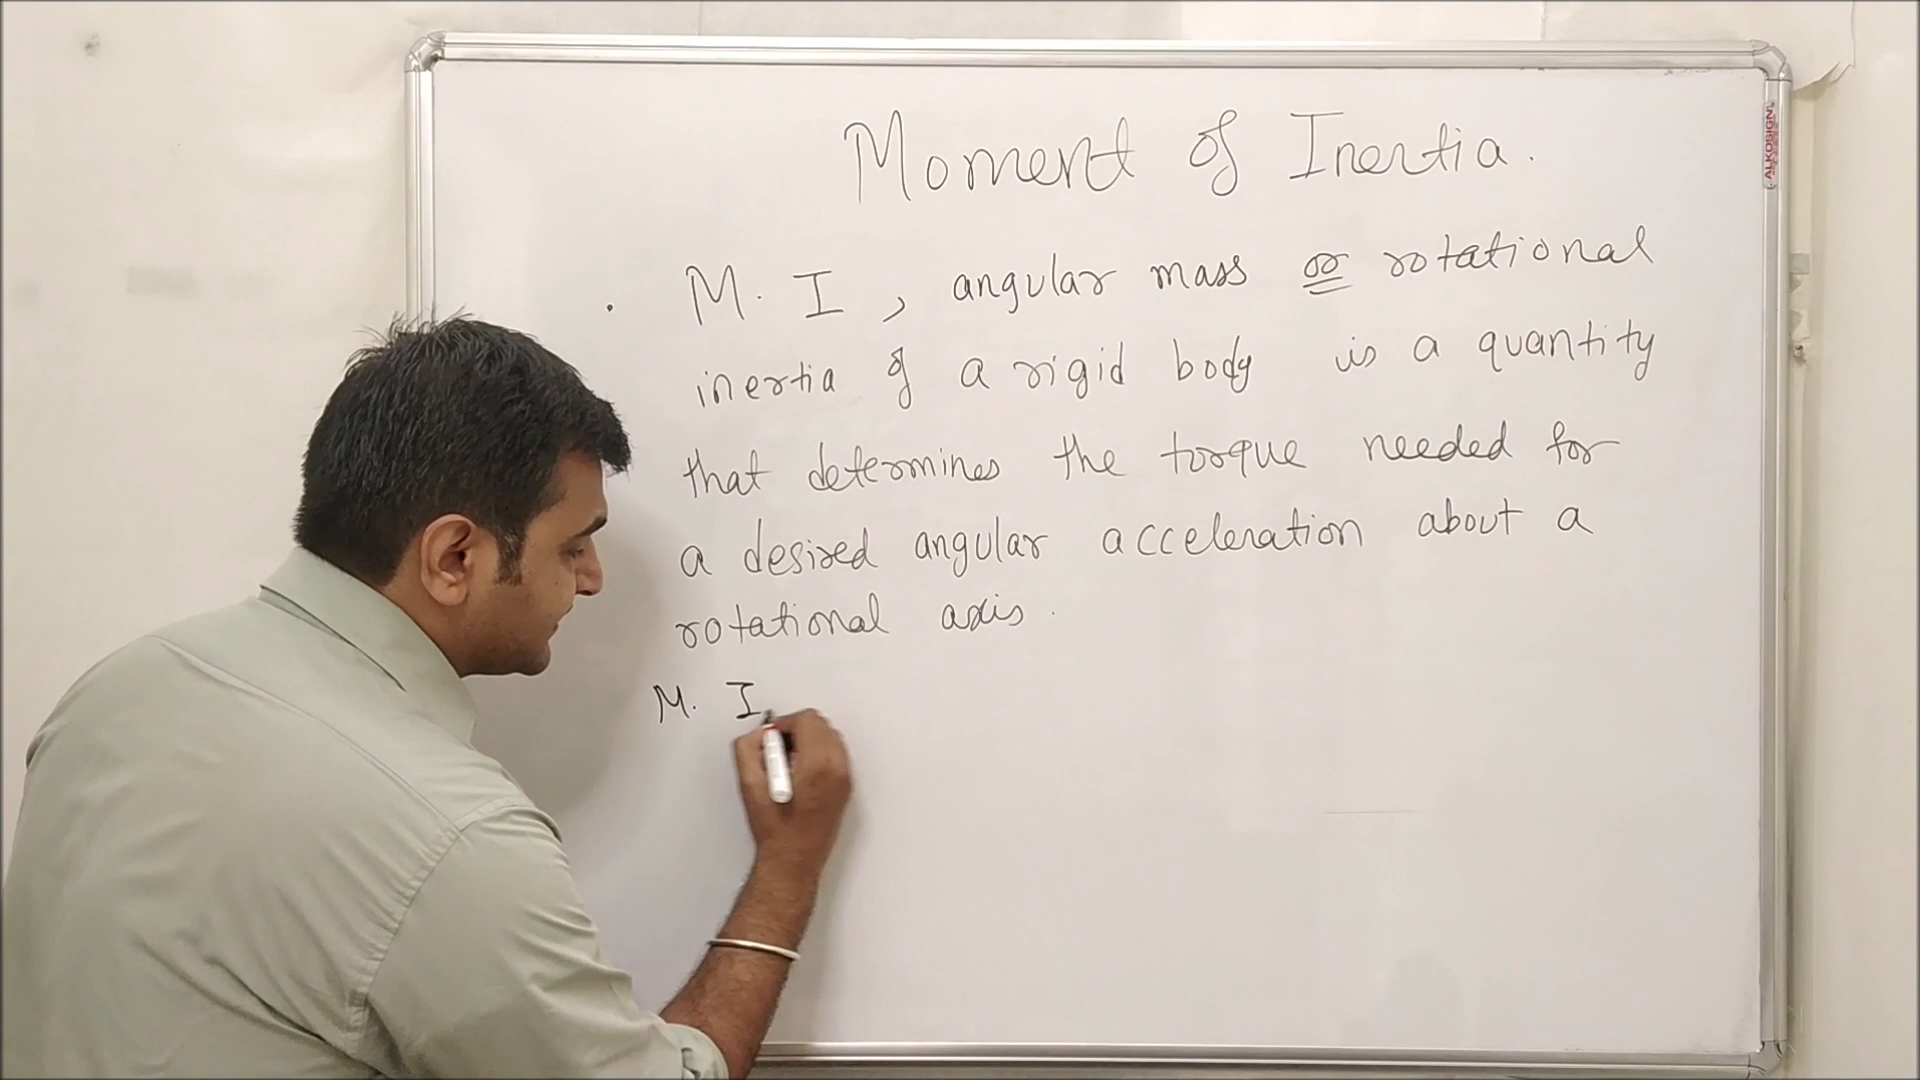 Moment of Inertia.
. M. I, angular mass or rotational
inertia of a rigid body is a quantity
that determines the torque needed for
a desired angular acceleration about a
rotational axis.
M. I
ALKOSIGN